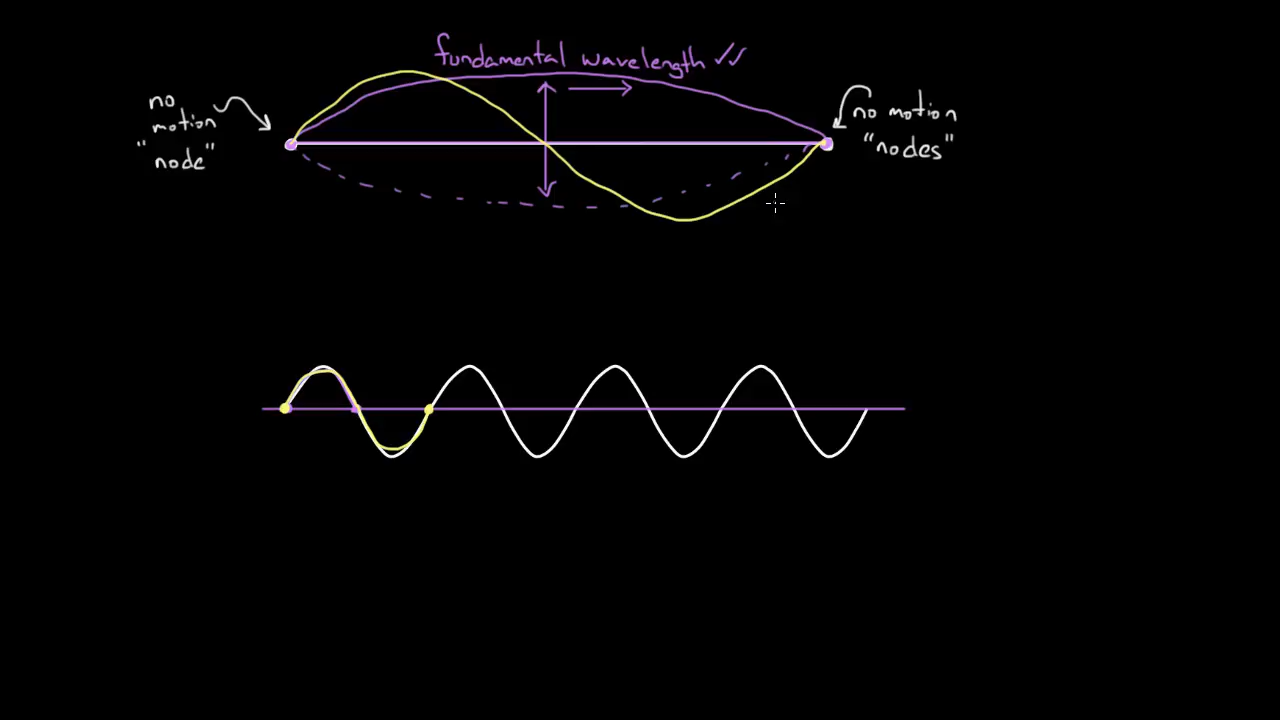 fundamental wavelength ✓✓
no
motion
"node"
no motion
"nodes"